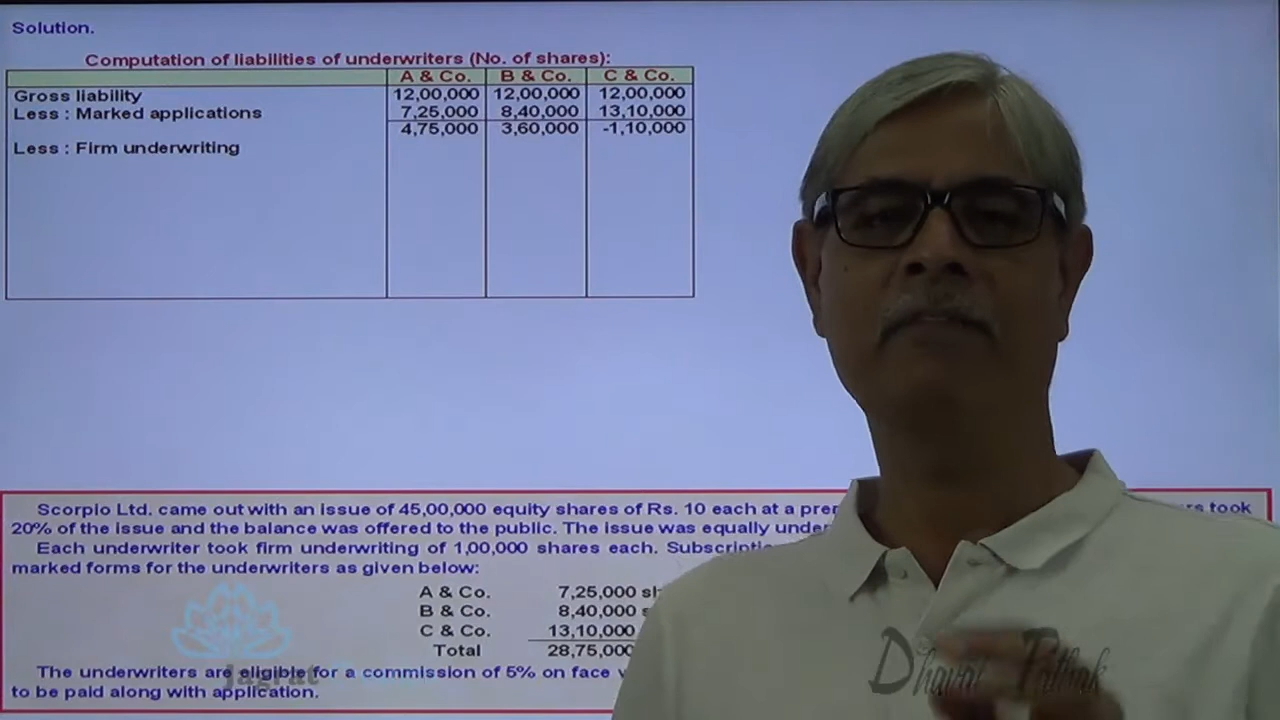 Solution.
Computation of liabilities of underwriters (No. of shares):
A & Co. B & Co. C & Co.
Gross liability 12,00,000 12,00,000 12,00,000
Less : Marked applications 7,25,000 8,40,000 13,10,000
4,75,000 3,60,000 -1,10,000
Less : Firm underwriting
Scorpio Ltd. came out with an issue of 45,00,000 equity shares of Rs. 10 each at a took
20% of the issue and the balance was offered to the public. The issue was equally
Each underwriter took firm underwriting of 1,00,000 shares each.
marked forms for the underwriters as given below:
A & Co. 7,25,000
B & Co. 8,40,000
C & Co. 13,10,000
Total 28,75,000
The underwriters are eligible for a commission of 5% on face
to be paid along with application.
Jagrat
Dhaval Pathak